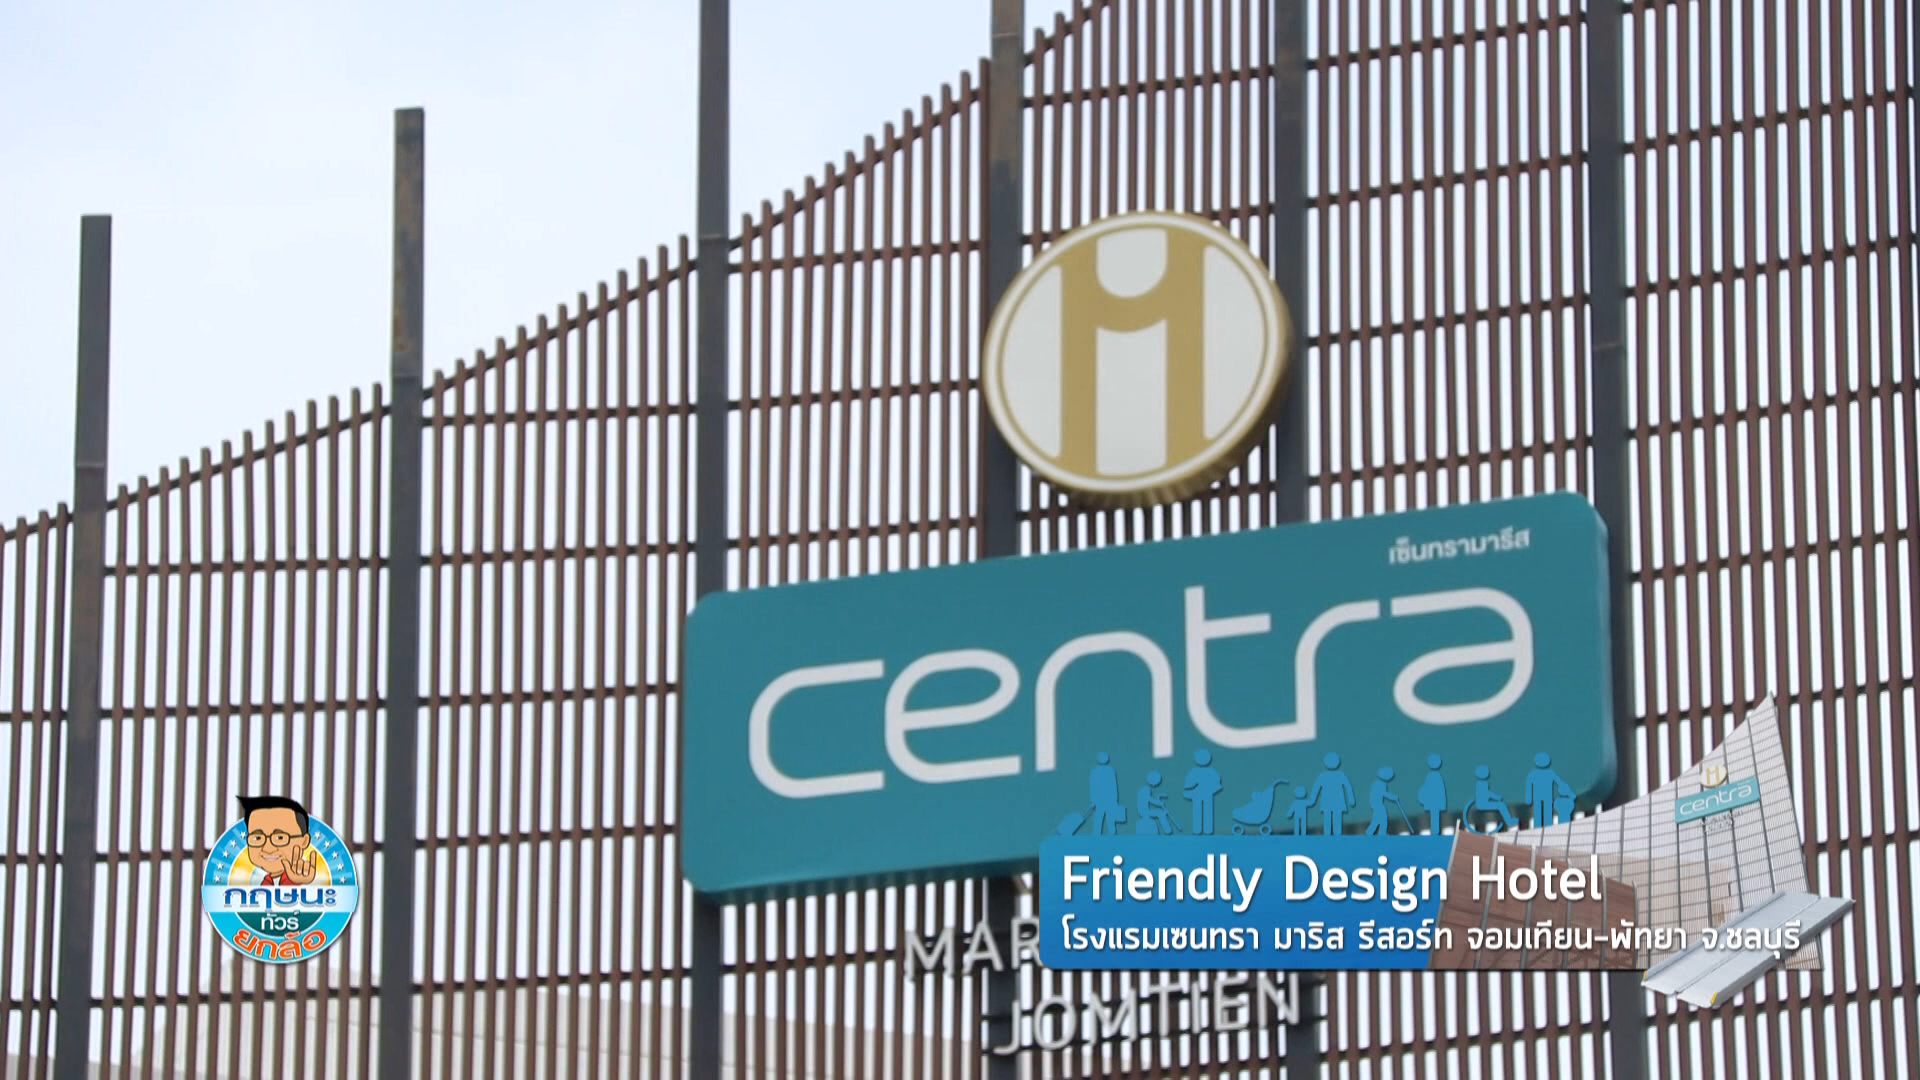 เซ็นทรามารีส
centra
MAR
JOMTIEN
centra
Friendly Design Hotel
โรงแรมเซนทรา มาริส รีสอร์ท จอมเทียน-พัทยา จ.ชลบุรี
กฤษนะ
ทัวร์
ยกล้อ